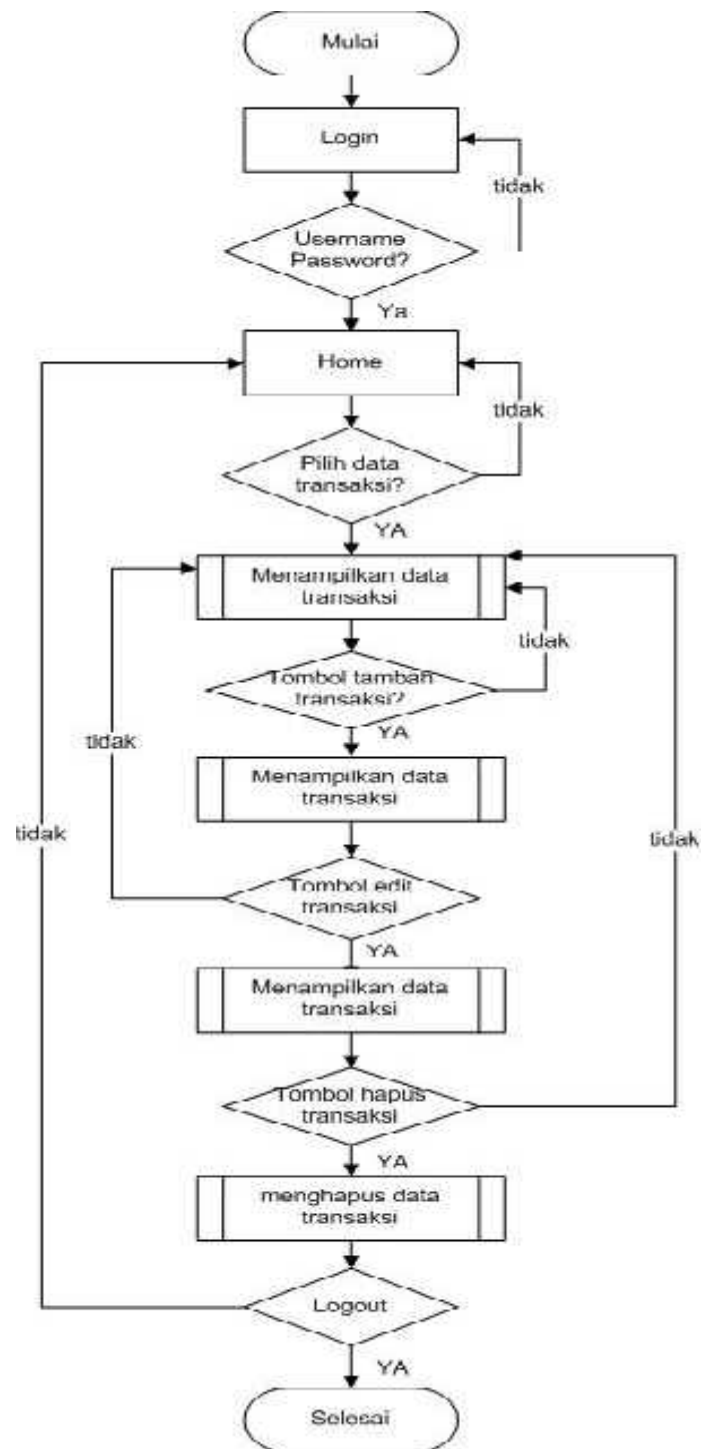 Mulai
Login
tidak
Username
Password?
Ya
Home
tidak
Pilih data
transaksi?
YA
Menampilkan data
transaksi
tidak
Tombol tambah
transaksi?
YA
tidak
Menampilkan data
transaksi
tidak
tidak
Tombol edit
transaksi
YA
Menampilkan data
transaksi
Tombol hapus
transaksi
YA
menghapus data
transaksi
Logout
YA
Selesai